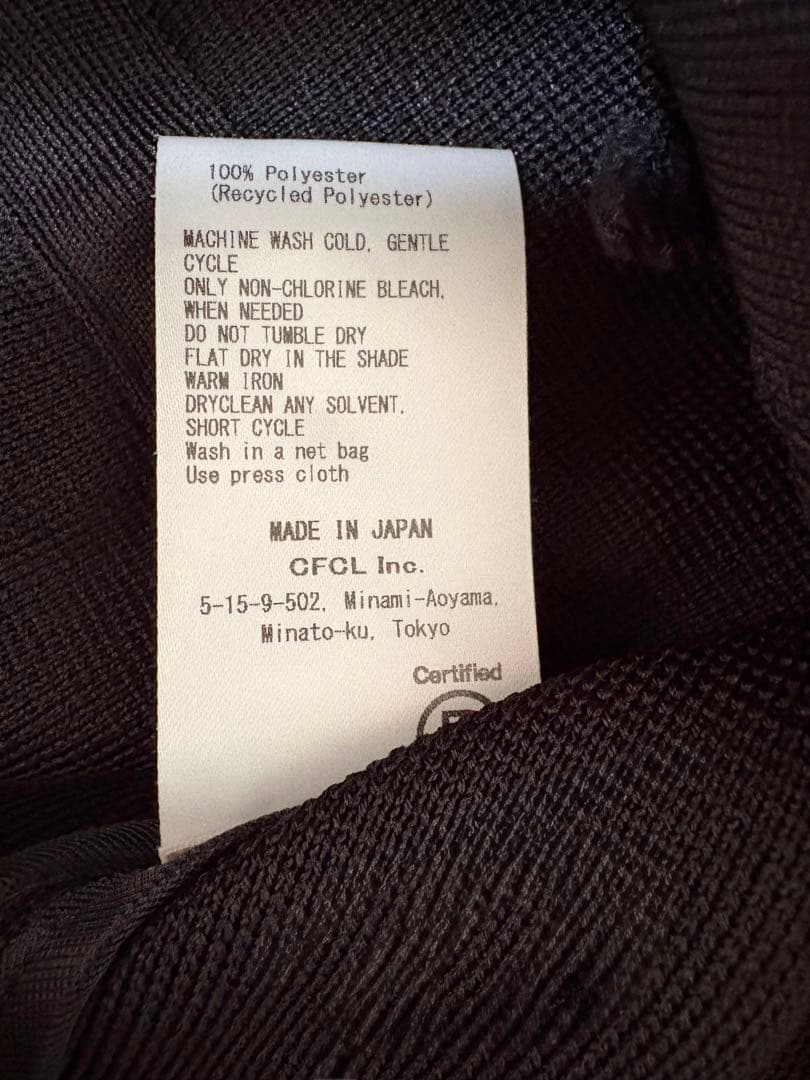 100% Polyester
(Recycled Polyester)
MACHINE WASH COLD, GENTLE
CYCLE
ONLY NON-CHLORINE BLEACH,
WHEN NEEDED
DO NOT TUMBLE DRY
FLAT DRY IN THE SHADE
WARM IRON
DRYCLEAN ANY SOLVENT,
SHORT CYCLE
Wash in a net bag
Use press cloth
MADE IN JAPAN
CFCL Inc.
5-15-9-502, Minami-Aoyama,
Minato-ku, Tokyo
Certified